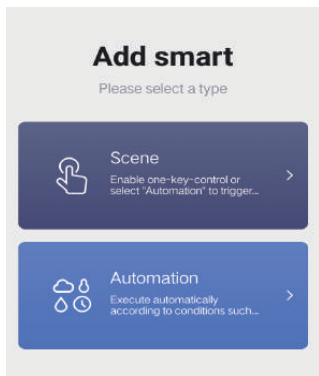 Add smart
Please select a type
Scene
Enable one-key-control or
select "Automation" to trigger...
Automation
Execute automatically
according to conditions such...